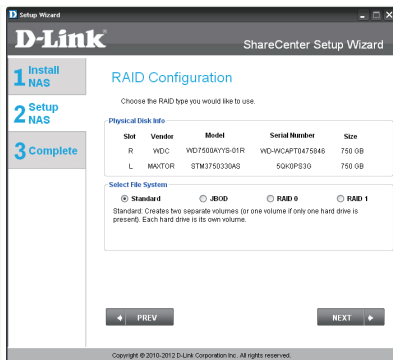 D Setup Wizard
D-Link
ShareCenter Setup Wizard
1 Install NAS
2 Setup NAS
3 Complete
RAID Configuration
Choose the RAID type you would like to use.
Physical Disk Info
Slot Vendor Model Serial Number Size
R WDC WD7500AYYS-01R WD-WCAPT0475846 750 GB
L MAXTOR STM3750330AS 5QK0PS3G 750 GB
Select File System
Standard JBOD RAID 0 RAID 1
Standard: Creates two separate volumes (or one volume if only one hard drive is
present). Each hard drive is its own volume.
PREV NEXT
Copyright © 2010-2012 D-Link Corporation Inc. All rights reserved.